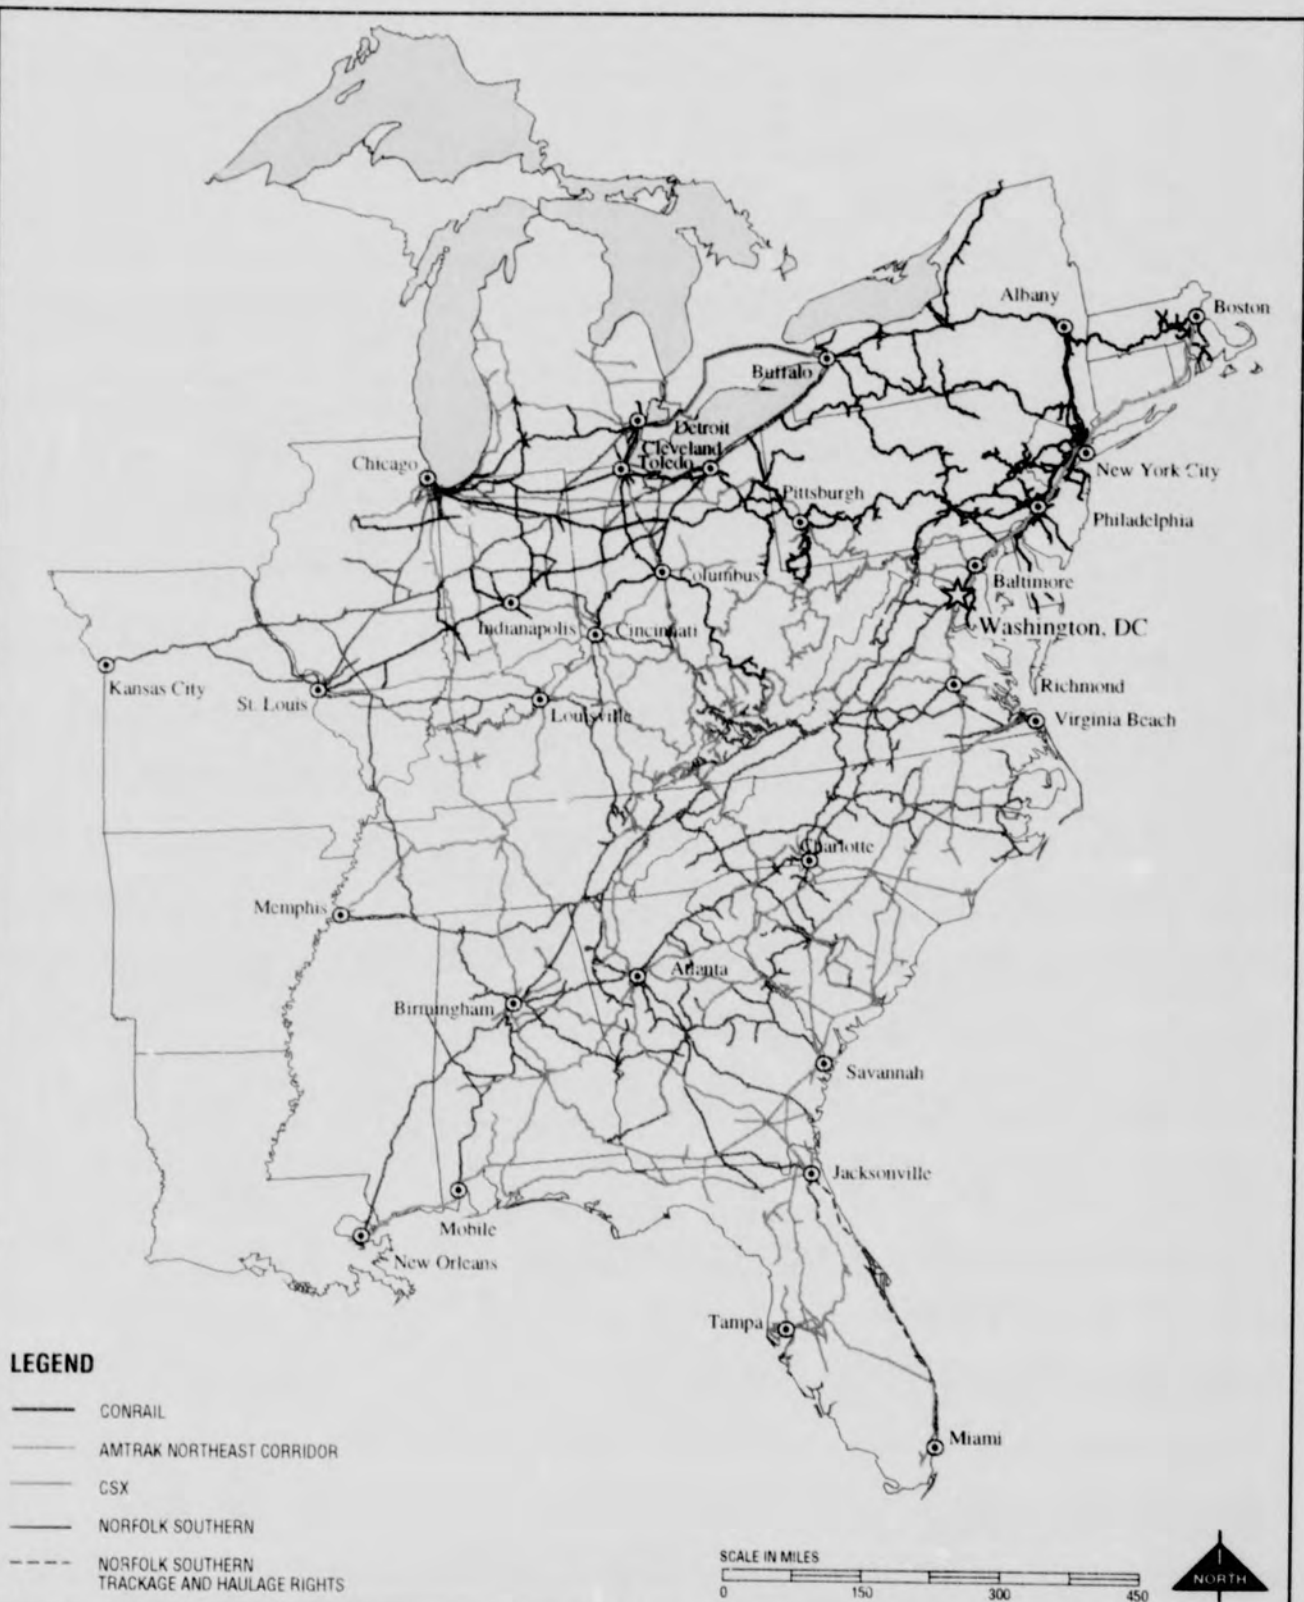 Albany
Boston
Buffalo
Detroit
Cleveland
Toledo
Chicago
New York City
Pittsburgh
Philadelphia
Columbus
Baltimore
Washington, DC
Indianapolis
Cincinnati
Kansas City
St. Louis
Louisville
Richmond
Virginia Beach
Charlotte
Memphis
Atlanta
Birmingham
Savannah
Jacksonville
Mobile
New Orleans
Tampa
Miami
LEGEND
CONRAIL
AMTRAK NORTHEAST CORRIDOR
CSX
NORFOLK SOUTHERN
NORFOLK SOUTHERN
TRACKAGE AND HAULAGE RIGHTS
SCALE IN MILES
0 150 300 450
NORTH